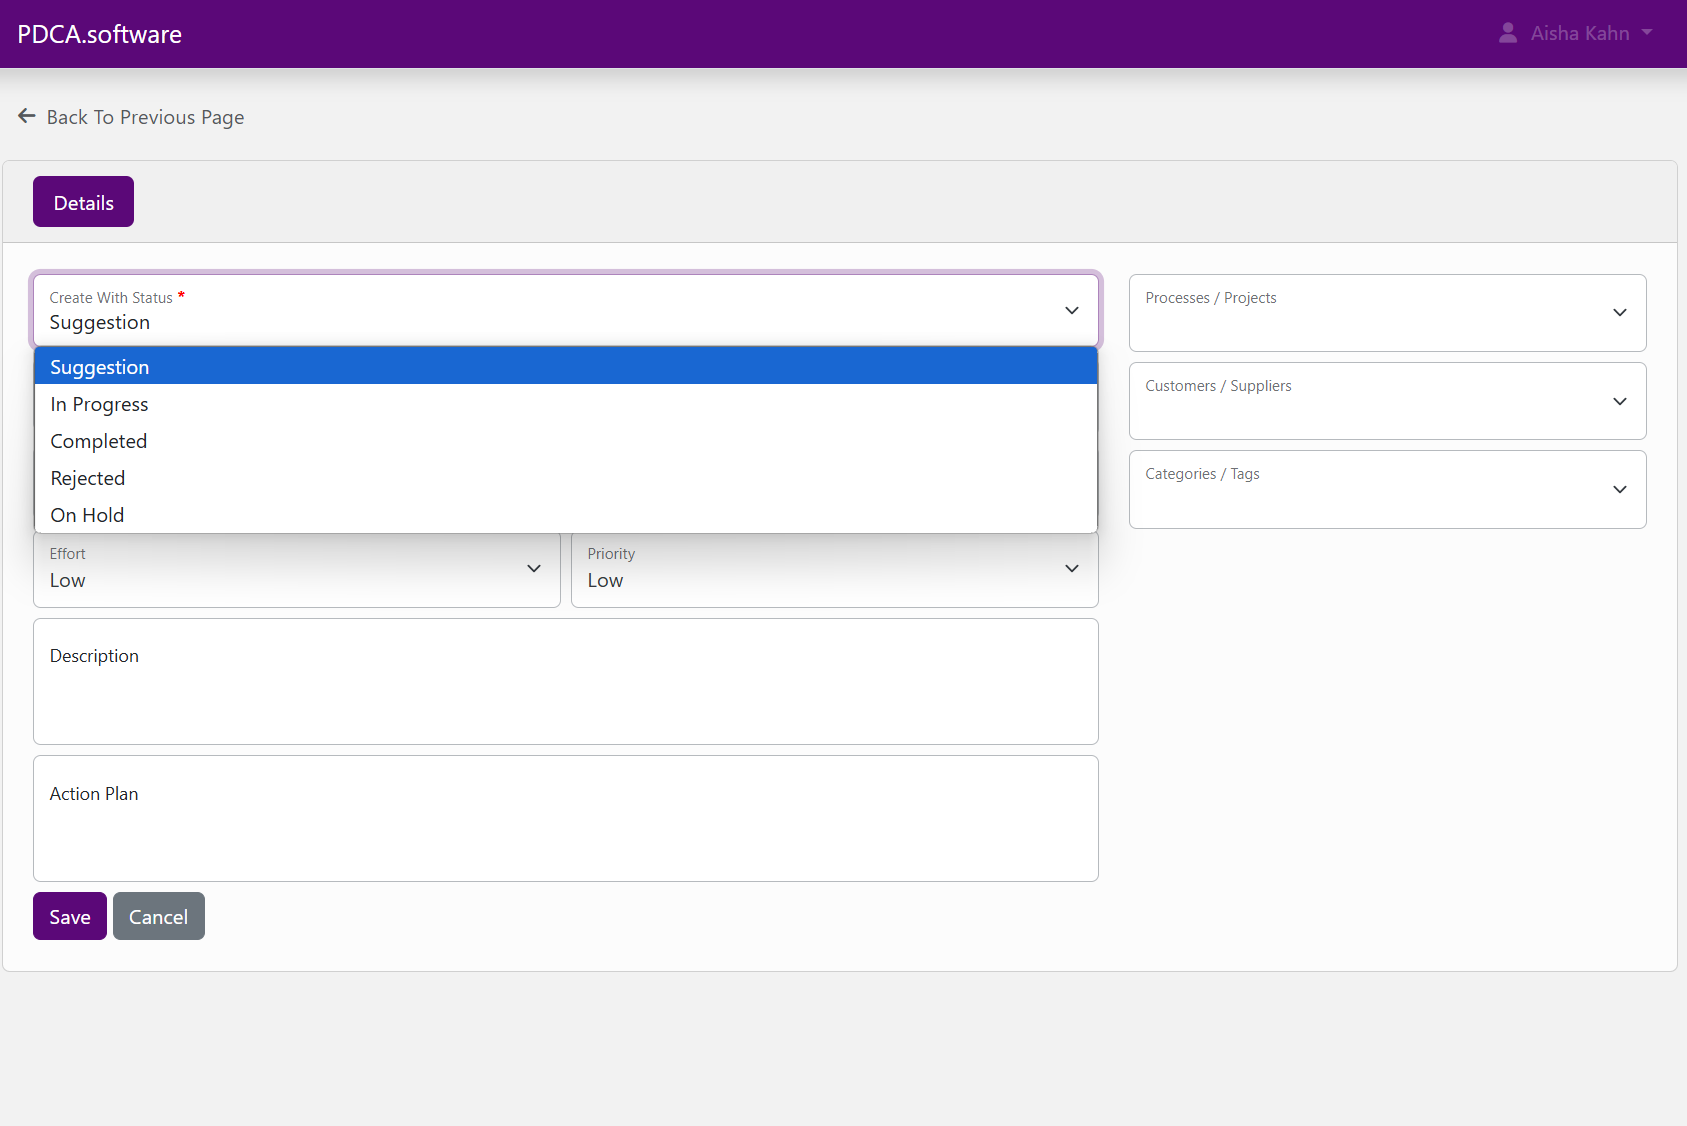 PDCA.software
Aisha Kahn
Back To Previous Page
Details
Create With Status *
Suggestion
Suggestion
In Progress
Completed
Rejected
On Hold
Effort
Low
Priority
Low
Description
Action Plan
Save
Cancel
Processes / Projects
Customers / Suppliers
Categories / Tags